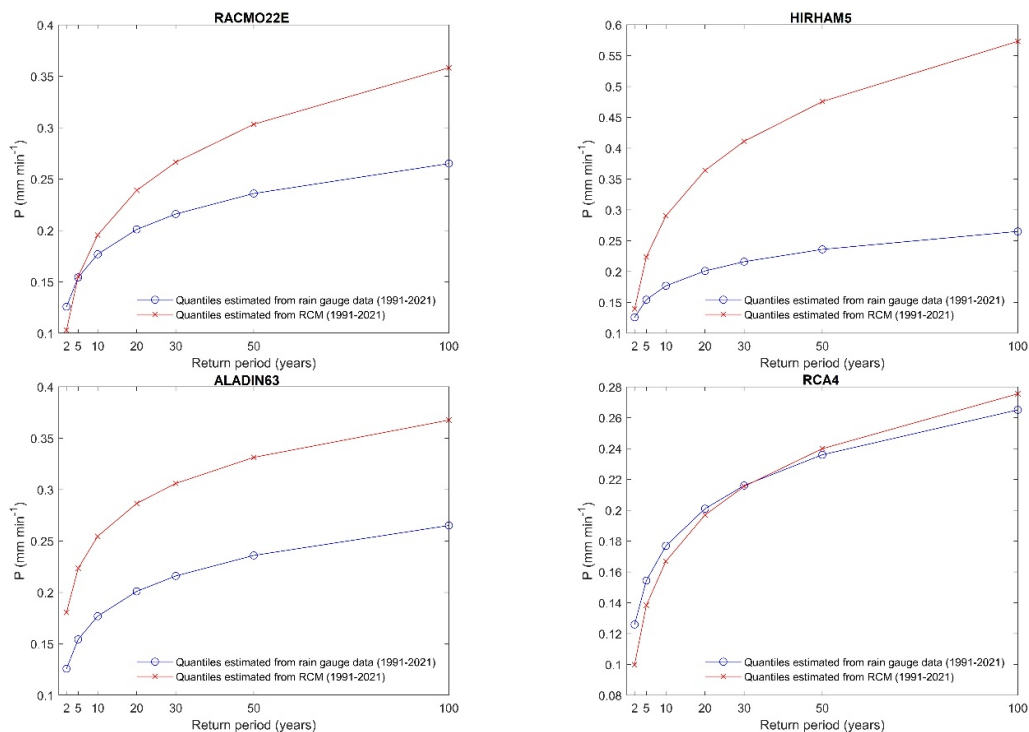 RACMO22E
0.4
0.35
0.3
0.25
0.2
0.15
0.1
P (mm min⁻¹)
Quantiles estimated from rain gauge data (1991-2021)
Quantiles estimated from RCM (1991-2021)
2 5 10 20 30 50 100
Return period (years)
HIRHAM5
0.6
0.55
0.5
0.45
0.4
0.35
0.3
0.25
0.2
0.15
0.1
P (mm min⁻¹)
Quantiles estimated from rain gauge data (1991-2021)
Quantiles estimated from RCM (1991-2021)
2 5 10 20 30 50 100
Return period (years)
ALADIN63
0.4
0.35
0.3
0.25
0.2
0.15
0.1
P (mm min⁻¹)
Quantiles estimated from rain gauge data (1991-2021)
Quantiles estimated from RCM (1991-2021)
2 5 10 20 30 50 100
Return period (years)
RCA4
0.28
0.26
0.24
0.22
0.2
0.18
0.16
0.14
0.12
0.1
0.08
P (mm min⁻¹)
Quantiles estimated from rain gauge data (1991-2021)
Quantiles estimated from RCM (1991-2021)
2 5 10 20 30 50 100
Return period (years)